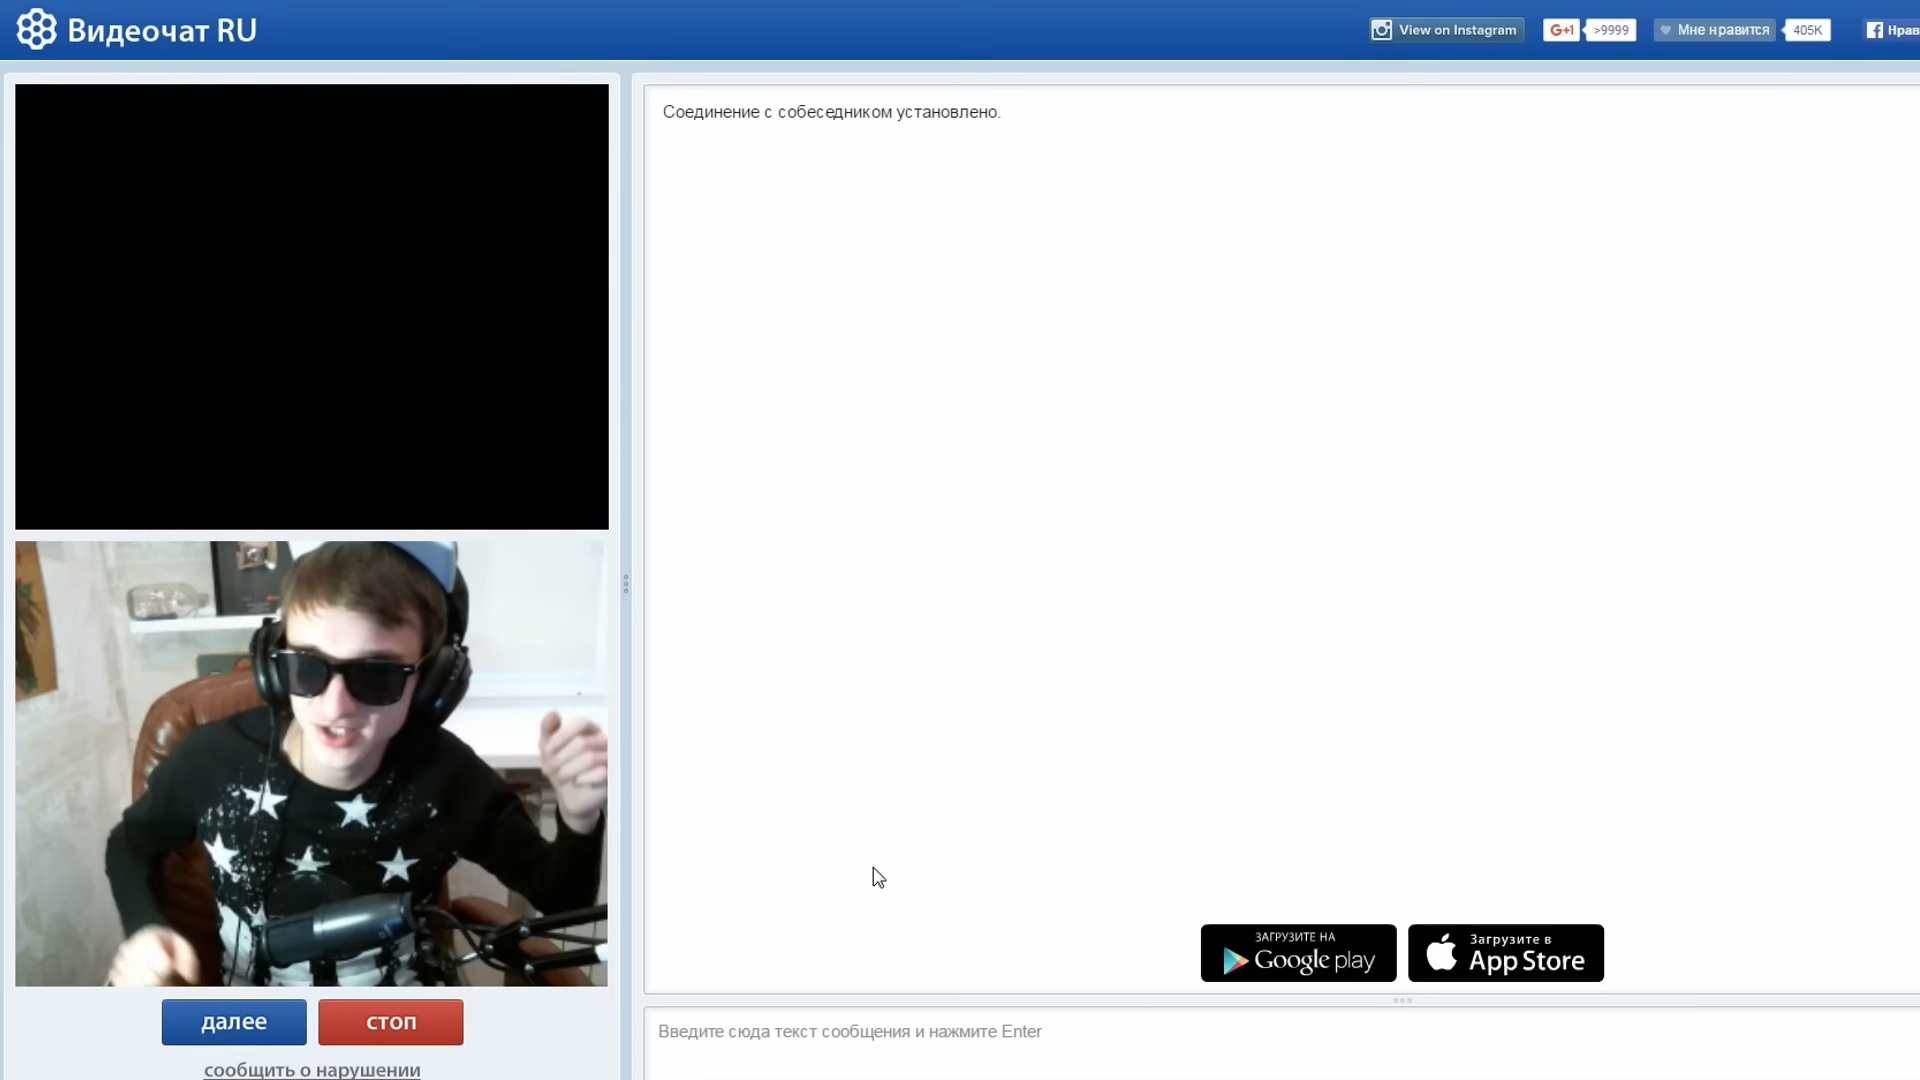 Видеочат RU
View on Instagram
G+1
>9999
Мне нравится
405K
Нрав
Соединение с собеседником установлено.
ЗАГРУЗИТЕ НА
Google play
Загрузите в
App Store
далее
стоп
Введите сюда текст сообщения и нажмите Enter
сообщить о нарушении